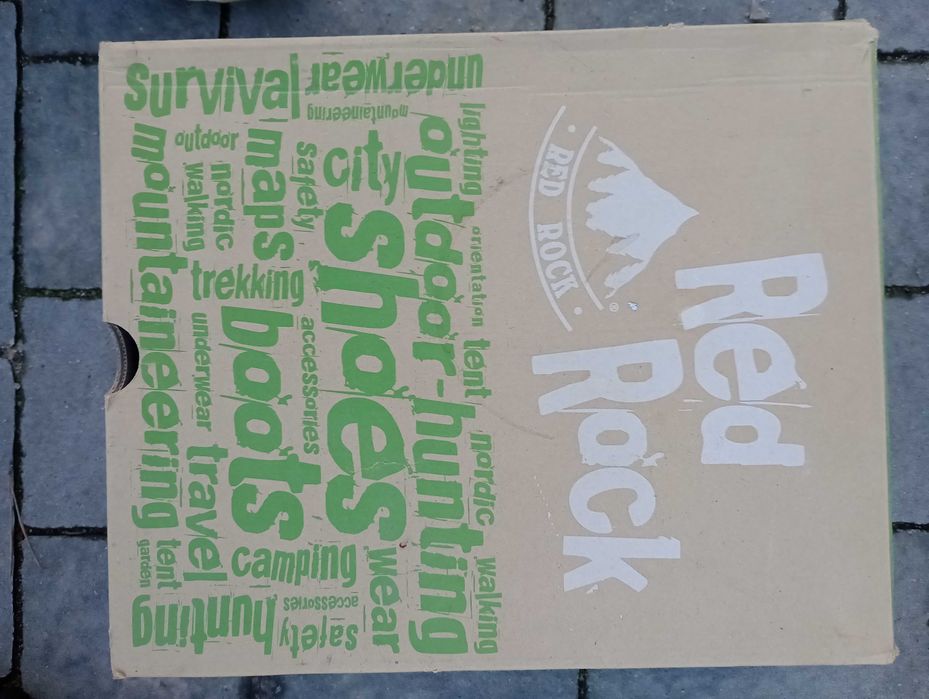 Red
Rock
RED ROCK
®
lighting
orientation
tent
nordic
walking
underwear
outdoor-hunting
mountaineering
city
shoes
wear
safety
accessories
camping
accessories
safety
survival
maps
boots
hunting
outdoor
nordic
walking
trekking
underwear
travel
mountaineering
tent
garden